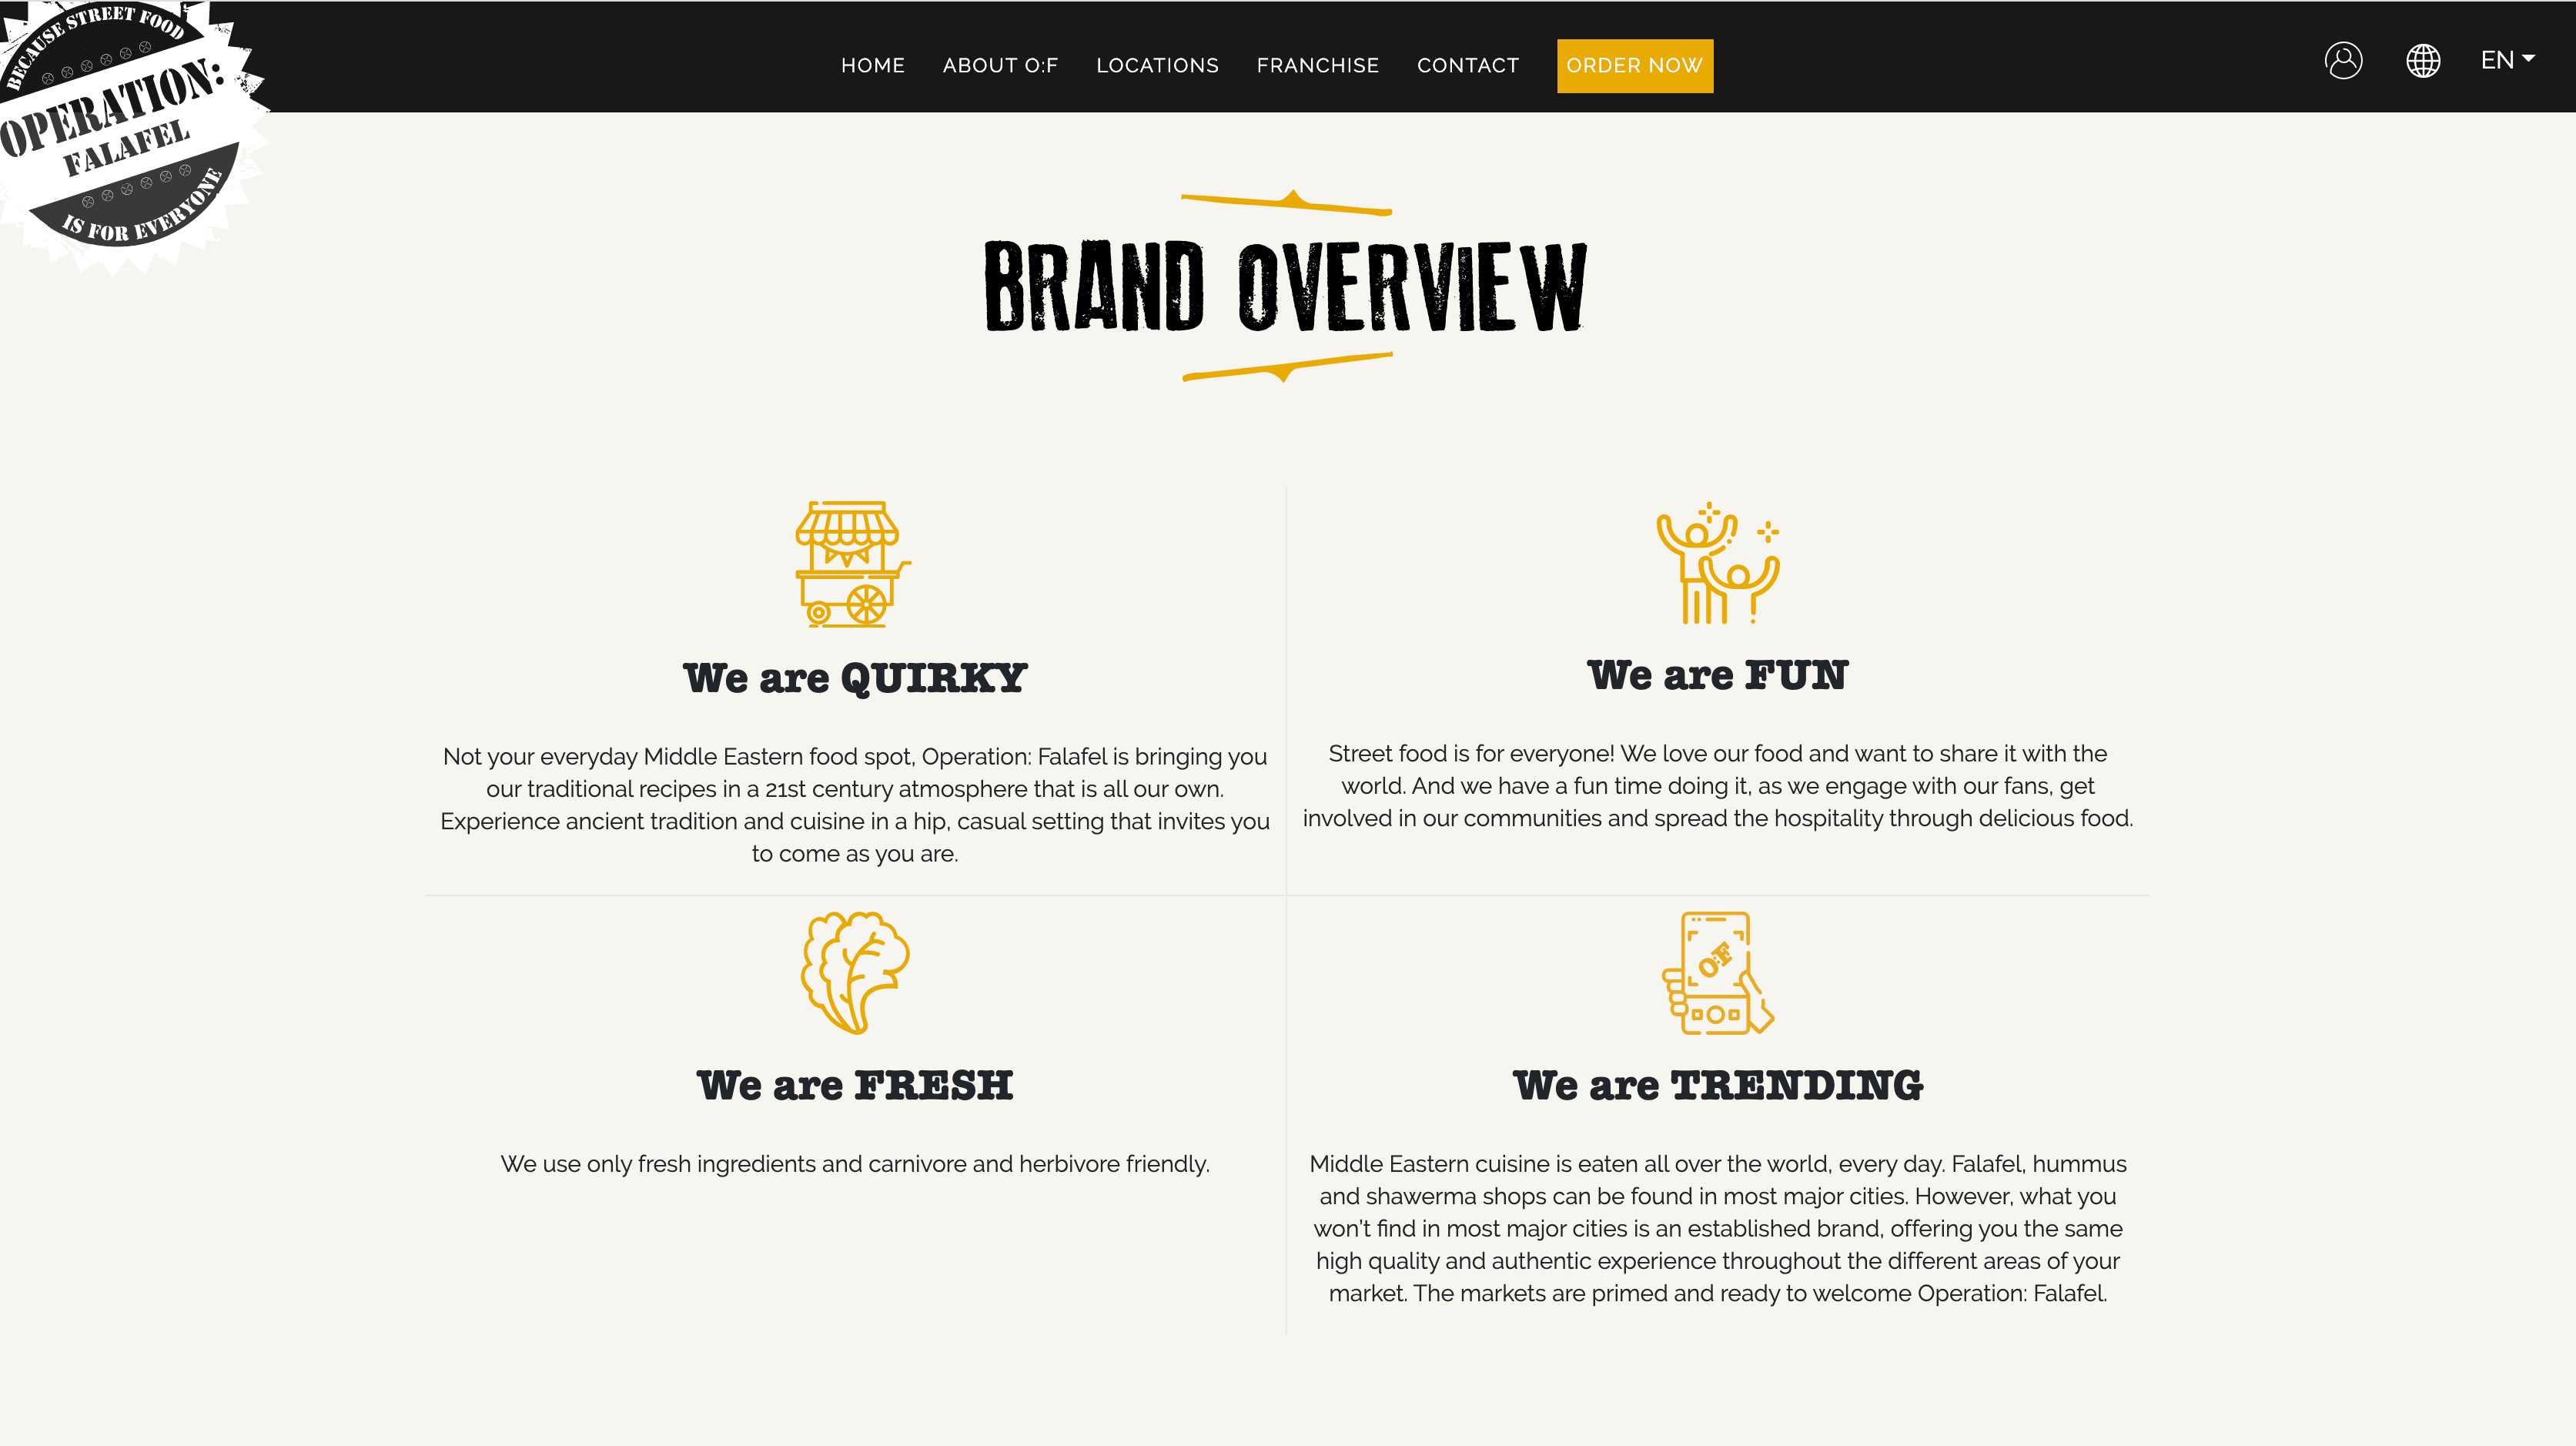 BECAUSE STREET FOOD
OPERATION:
FALAFEL
IS FOR EVERYONE
HOME
ABOUT O:F
LOCATIONS
FRANCHISE
CONTACT
ORDER NOW
EN
BRAND OVERVIEW
We are QUIRKY
Not your everyday Middle Eastern food spot, Operation: Falafel is bringing you
our traditional recipes in a 21st century atmosphere that is all our own.
Experience ancient tradition and cuisine in a hip, casual setting that invites you
to come as you are.
We are FUN
Street food is for everyone! We love our food and want to share it with the
world. And we have a fun time doing it, as we engage with our fans, get
involved in our communities and spread the hospitality through delicious food.
We are FRESH
We use only fresh ingredients and carnivore and herbivore friendly.
O:F
We are TRENDING
Middle Eastern cuisine is eaten all over the world, every day. Falafel, hummus
and shawerma shops can be found in most major cities. However, what you
won’t find in most major cities is an established brand, offering you the same
high quality and authentic experience throughout the different areas of your
market. The markets are primed and ready to welcome Operation: Falafel.